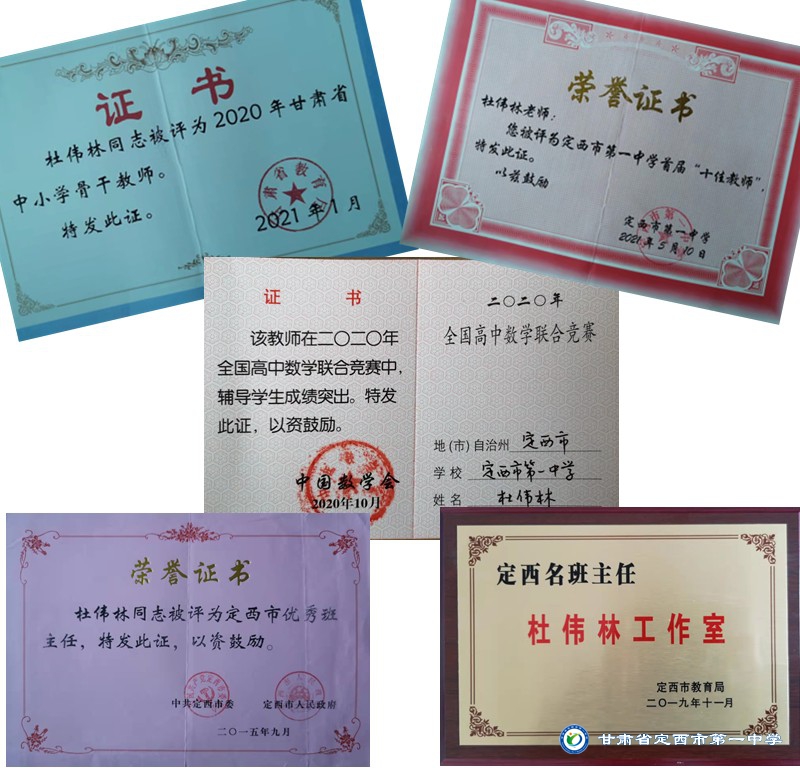 证 书
杜伟林同志被评为2020年甘肃省
中小学骨干教师。
特发此证。
2021年1月
荣誉证书
杜伟林老师:
您被评为定西市第一中学首届“十佳教师”,
特发此证。
以兹鼓励
定西市第一中学
2021年5月10日
证 书
该教师在二〇二〇年
全国高中数学联合竞赛中,
辅导学生成绩突出。特发
此证,以资鼓励。
中国数学会
2020年10月
二〇二〇年
全国高中数学联合竞赛
地(市)自治州 定西市
学校 定西市第一中学
姓名 杜伟林
荣誉证书
杜伟林同志被评为定西市优秀班
主任,特发此证,以资鼓励。
中共定西市委 定西市人民政府
二〇一五年九月
定西名班主任
杜伟林工作室
定西市教育局
二〇一九年十一月
甘肃省定西市第一中学